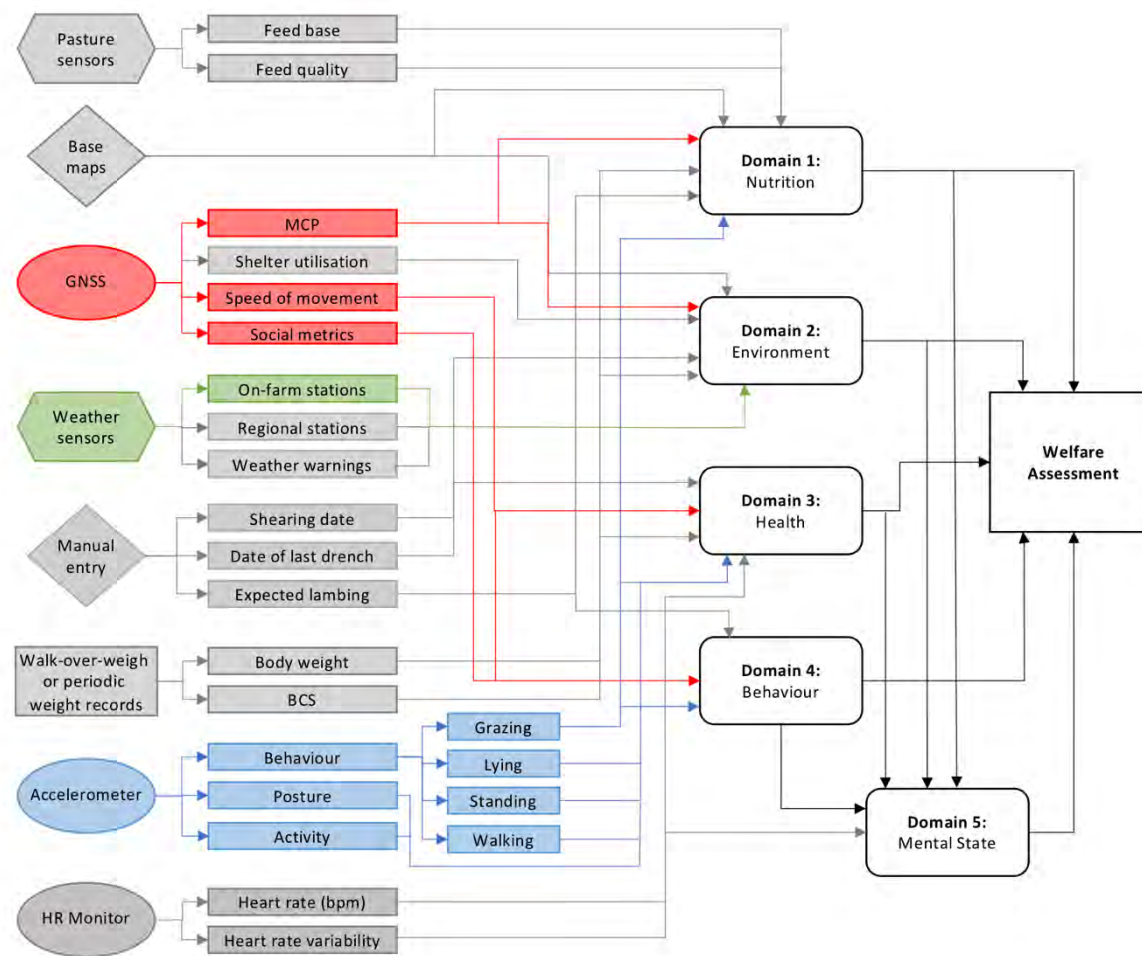 Pasture
sensors
Feed base
Feed quality
Base
maps
GNSS
MCP
Shelter utilisation
Speed of movement
Social metrics
Weather
sensors
On-farm stations
Regional stations
Weather warnings
Manual
entry
Shearing date
Date of last drench
Expected lambing
Walk-over-weigh
or periodic
weight records
Body weight
BCS
Accelerometer
Behaviour
Posture
Activity
Grazing
Lying
Standing
Walking
HR Monitor
Heart rate (bpm)
Heart rate variability
Domain 1:
Nutrition
Domain 2:
Environment
Domain 3:
Health
Domain 4:
Behaviour
Domain 5:
Mental State
Welfare
Assessment